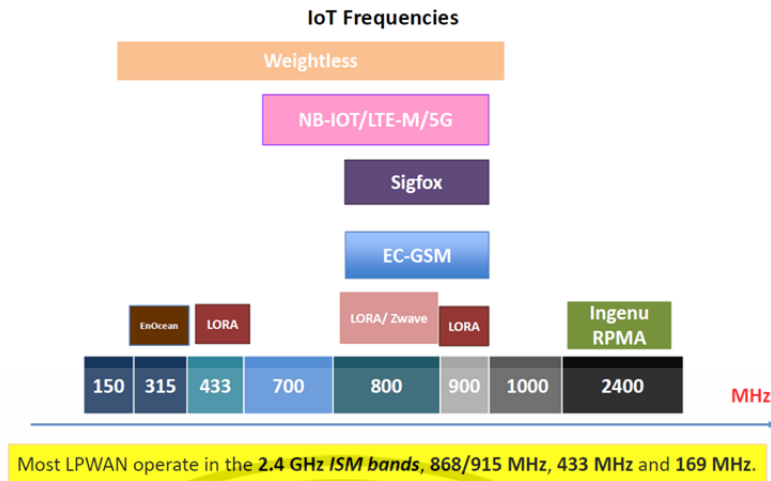 IoT Frequencies
Weightless
NB-IOT/LTE-M/5G
Sigfox
EC-GSM
EnOcean
LORA
LORA/ Zwave
LORA
Ingenu
RPMA
150 315 433 700 800 900 1000 2400
MHz
Most LPWAN operate in the 2.4 GHz ISM bands, 868/915 MHz, 433 MHz and 169 MHz.